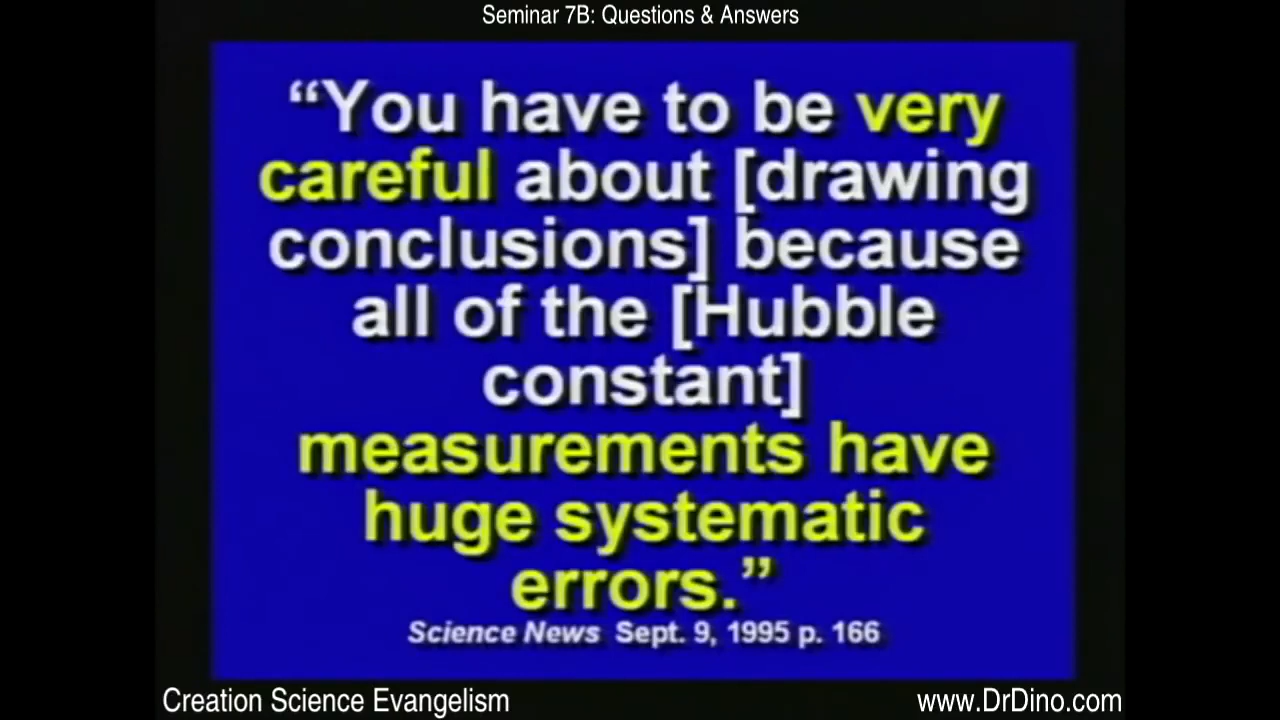 Seminar 7B: Questions & Answers
“You have to be very
careful about [drawing
conclusions] because
all of the [Hubble
constant]
measurements have
huge systematic
errors.”
Science News Sept. 9, 1995 p. 166
Creation Science Evangelism
www.DrDino.com